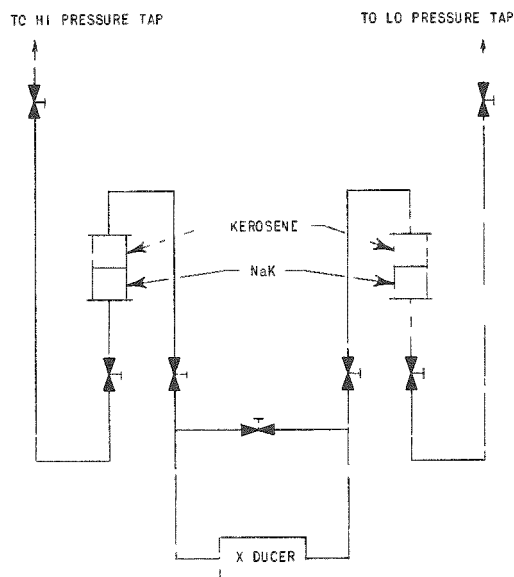 TO HI PRESSURE TAP
TO LO PRESSURE TAP
KEROSENE
NaK
X DUCER